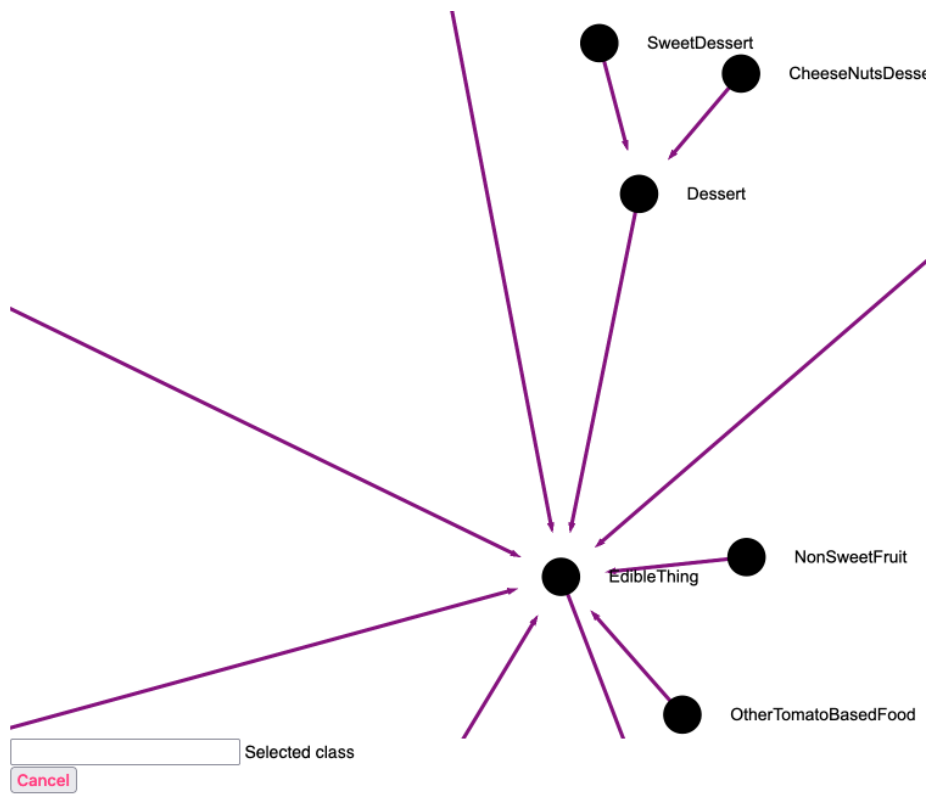 SweetDessert
CheeseNutsDesse
Dessert
NonSweetFruit
EdibleThing
OtherTomatoBasedFood
Selected class
Cancel